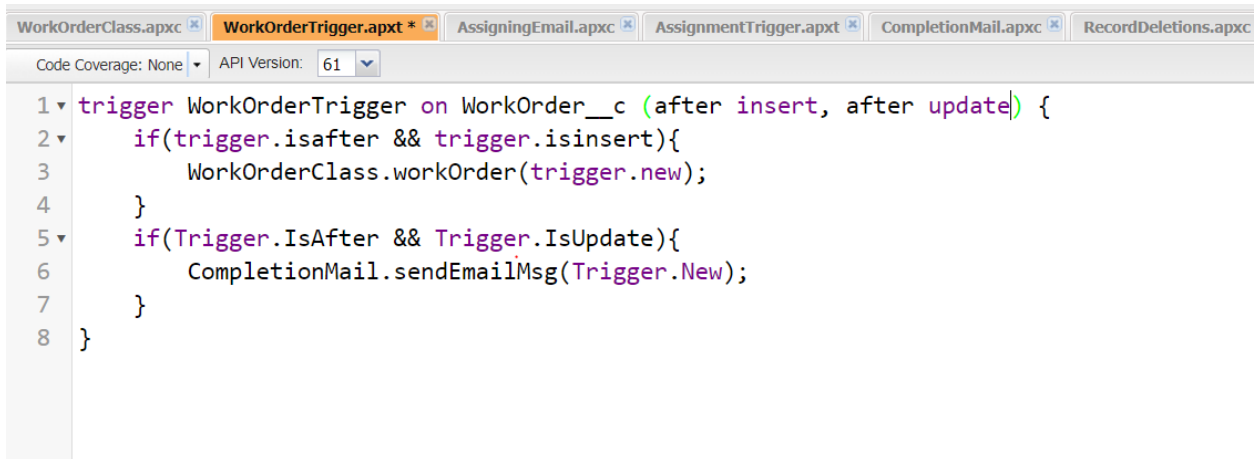 WorkOrderClass.apxc WorkOrderTrigger.apxt * AssigningEmail.apxc AssignmentTrigger.apxt CompletionMail.apxc RecordDeletions.apxc
Code Coverage: None API Version: 61
1 trigger WorkOrderTrigger on WorkOrder__c (after insert, after update) {
2 if(trigger.isafter && trigger.isinsert){
3 WorkOrderClass.workOrder(trigger.new);
4 }
5 if(Trigger.IsAfter && Trigger.IsUpdate){
6 CompletionMail.sendEmailMsg(Trigger.New);
7 }
8 }